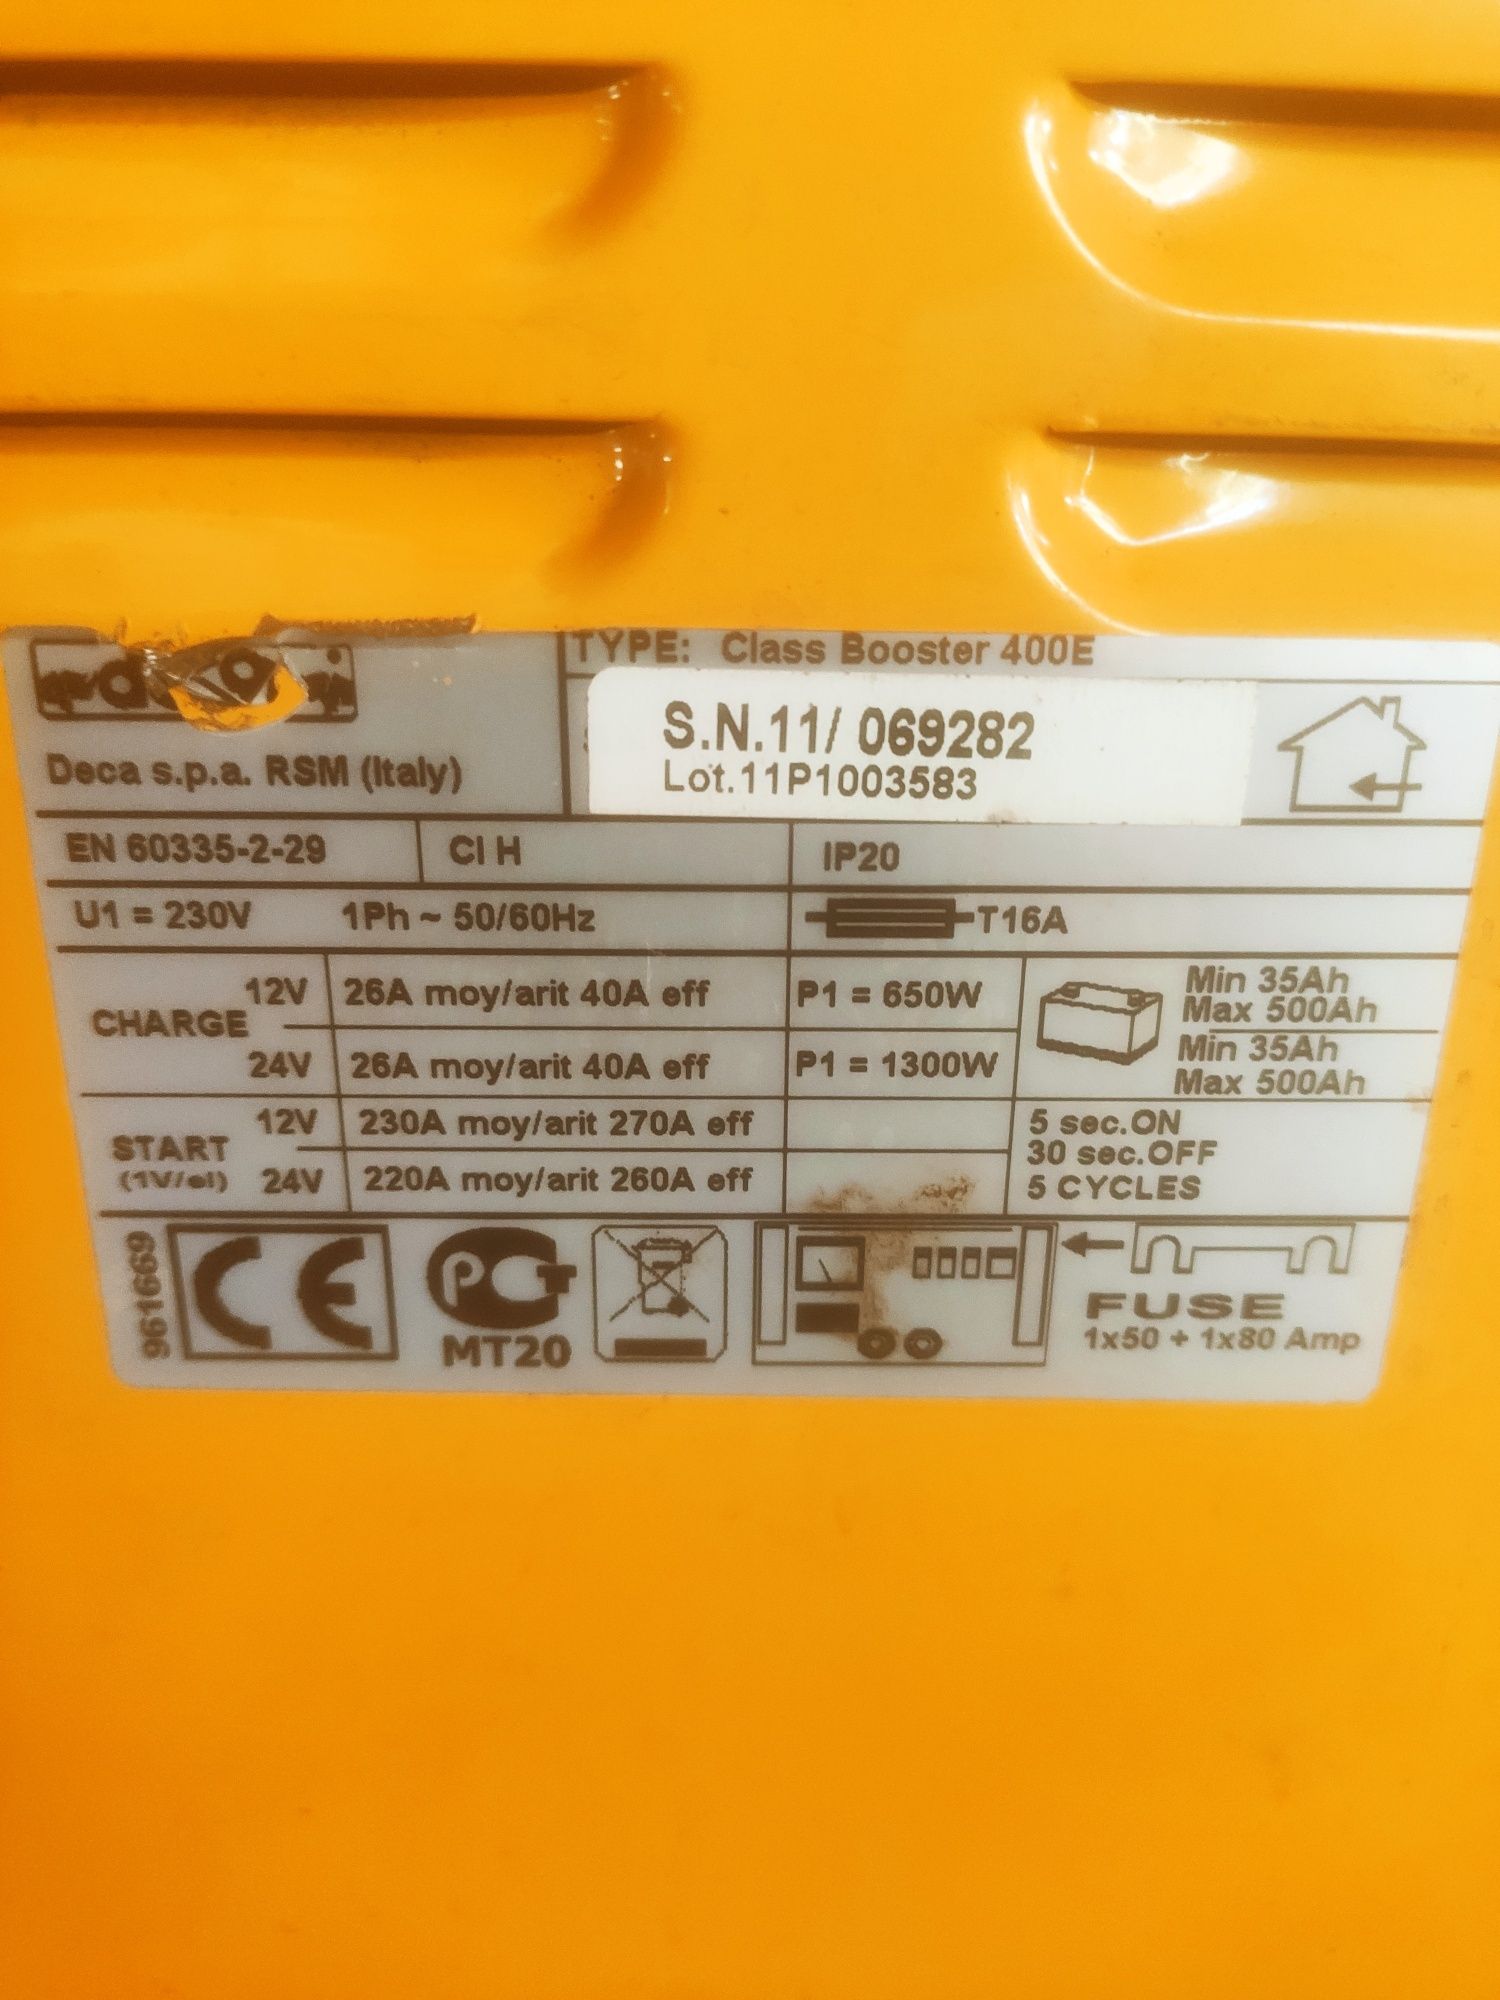 TYPE: Class Booster 400E
S.N.11/ 069282
Lot.11P1003583
Deca s.p.a. RSM (Italy)
EN 60335-2-29 Cl H IP20
U1 = 230V 1Ph ~ 50/60Hz T16A
CHARGE
12V 26A moy/arit 40A eff P1 = 650W
Min 35Ah
Max 500Ah
24V 26A moy/arit 40A eff P1 = 1300W
Min 35Ah
Max 500Ah
START
(1V/el)
12V 230A moy/arit 270A eff
24V 220A moy/arit 260A eff
5 sec.ON
30 sec.OFF
5 CYCLES
961669
CE
PCT
MT20
FUSE
1x50 + 1x80 Amp